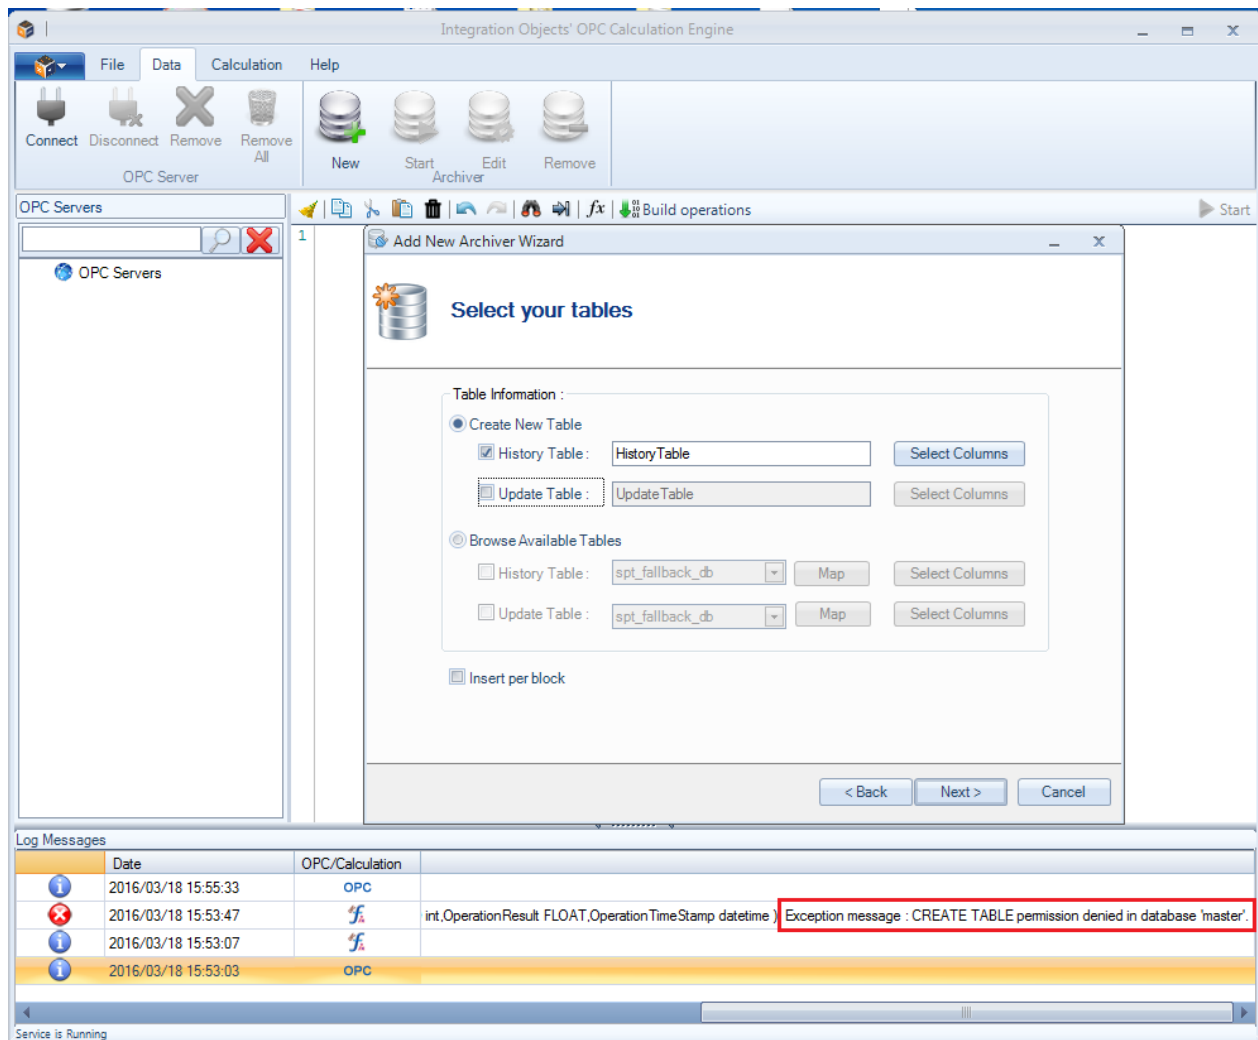 Integration Objects' OPC Calculation Engine
File Data Calculation Help
Connect Disconnect Remove Remove All
New Start Edit Remove
OPC Server Archiver
OPC Servers
fx Build operations Start
1
OPC Servers
Add New Archiver Wizard
Select your tables
Table Information :
Create New Table
History Table : HistoryTable Select Columns
Update Table : UpdateTable Select Columns
Browse Available Tables
History Table : spt_fallback_db Map Select Columns
Update Table : spt_fallback_db Map Select Columns
Insert per block
< Back Next > Cancel
Log Messages
Date OPC/Calculation
2016/03/18 15:55:33 OPC
2016/03/18 15:53:47 int,OperationResult FLOAT,OperationTimeStamp datetime ) Exception message : CREATE TABLE permission denied in database 'master'.
2016/03/18 15:53:07
2016/03/18 15:53:03 OPC
Service is Running